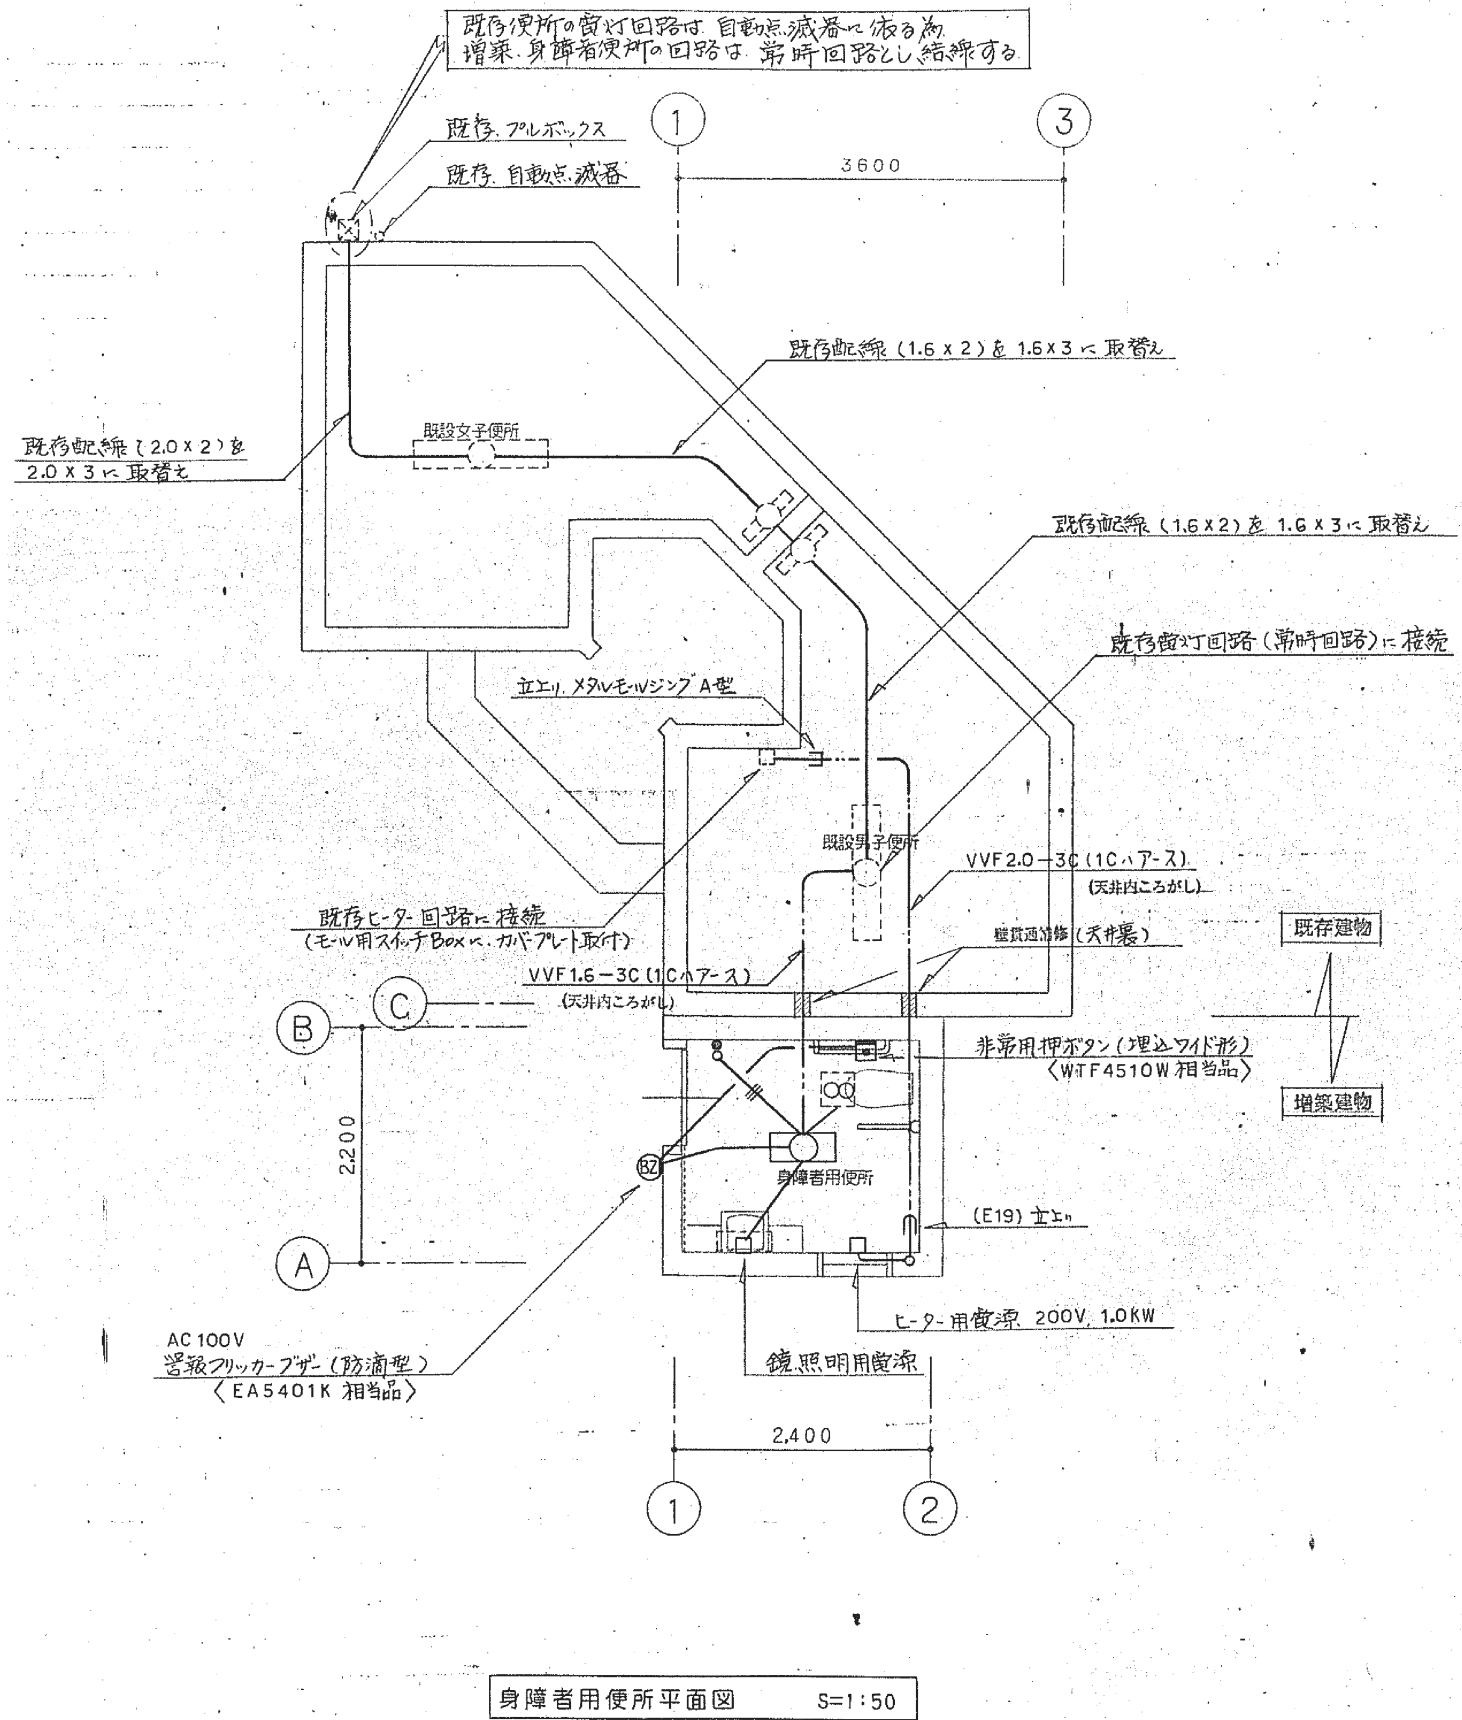 既存便所の電灯回路は、自動点滅器に依る為
増築、身障者便所の回路は、常時回路とし結線する
既存、プルボックス
既存、自動点滅器
1
3
3600
既存配線 (1.6×2)を 1.6×3に取替え
既設女子便所
既存配線 (2.0×2)を
2.0×3に取替え
既存配線 (1.6×2)を 1.6×3に取替え
既存電灯回路(常時回路)に接続
立上り、メタルモールジングA型
既設男子便所
VVF2.0-3C(1Cハアース)
(天井内ころがし)
既存ヒーター回路に接続
(モール用スイッチBoxに、カバープレート取付)
壁貫通補修(天井裏)
既存建物
VVF1.6-3C(1Cハアース)
(天井内ころがし)
C
B
非常用押ボタン(埋込ワイド形)
〈WTF4510W相当品〉
増築建物
2,200
BZ
身障者用便所
(E19)立上り
A
ヒーター用電源 200V, 1.0KW
AC100V
警報フリッカーブザー(防滴型)
〈EA5401K 相当品〉
鏡照明用電源
2,400
1
2
身障者用便所平面図 S=1:50